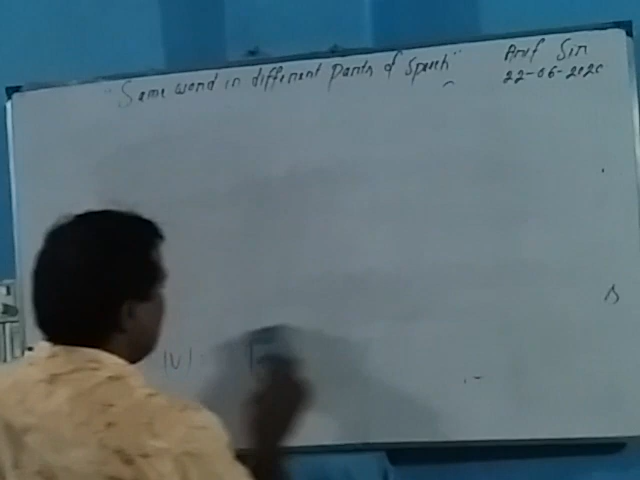 "Same word in different parts of Speech"
Arif Sir
22-06-2020
(V)